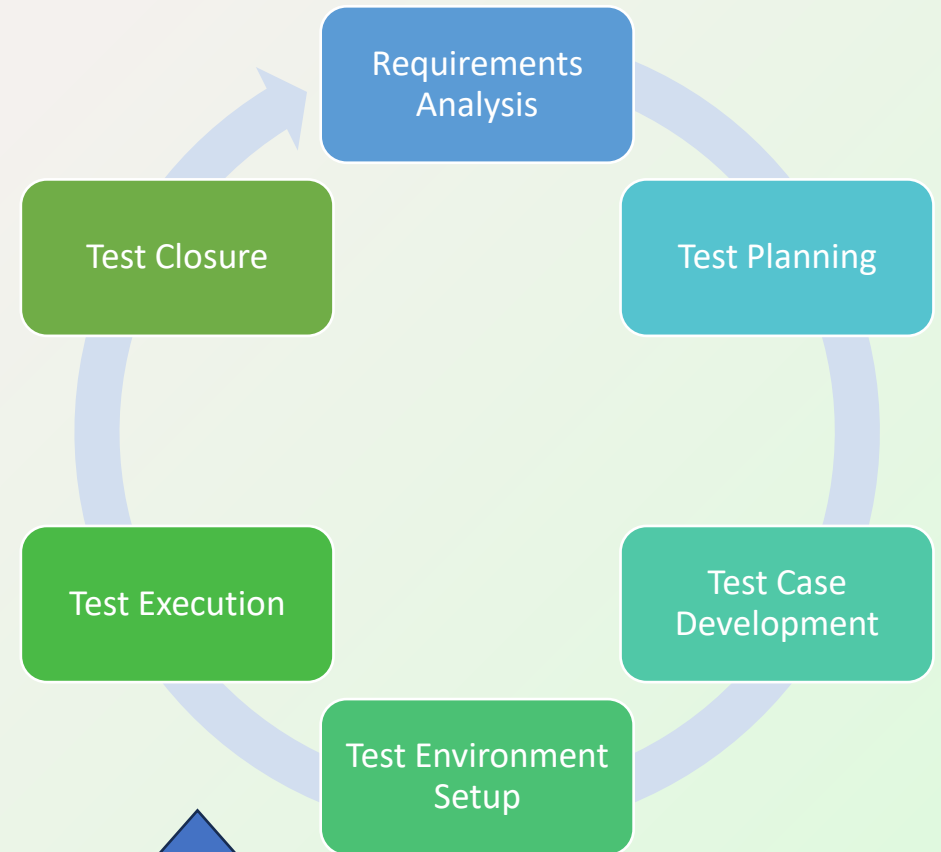 Requirements
Analysis
Test Planning
Test Case
Development
Test Environment
Setup
Test Execution
Test Closure